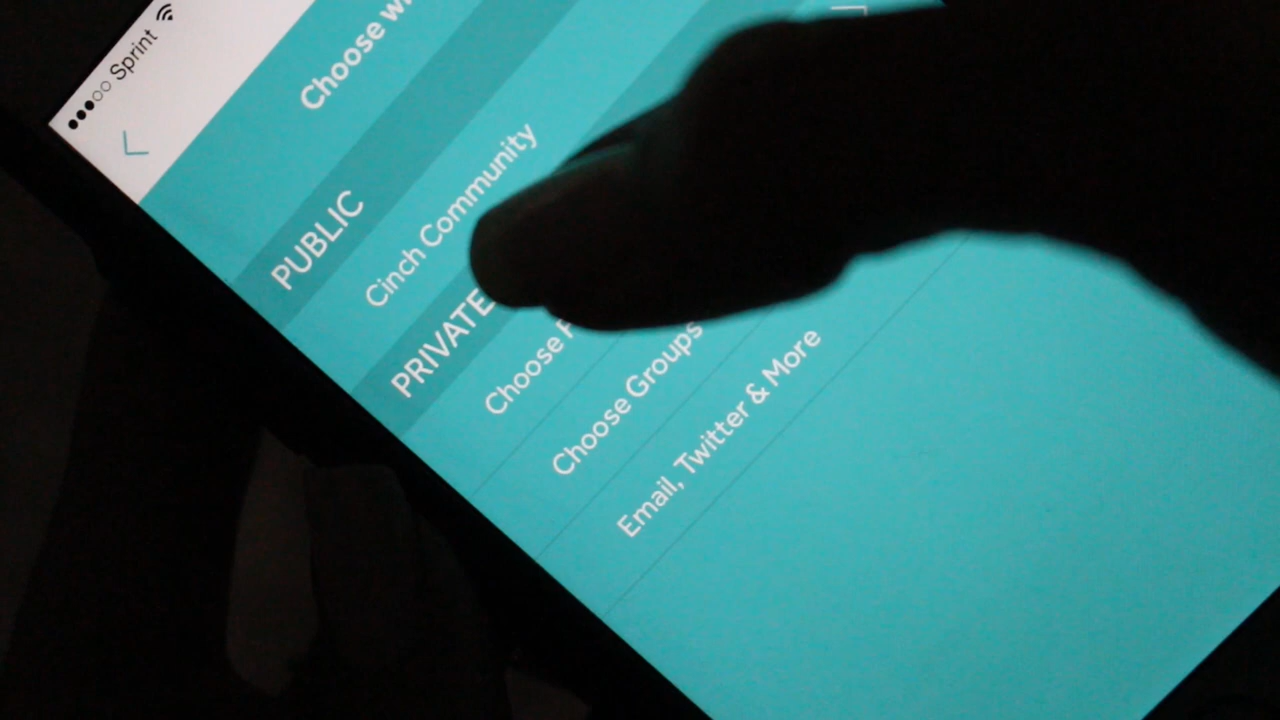 Sprint
Choose
PUBLIC
Cinch Community
PRIVATE
Choose
Choose Groups
Email, Twitter & More